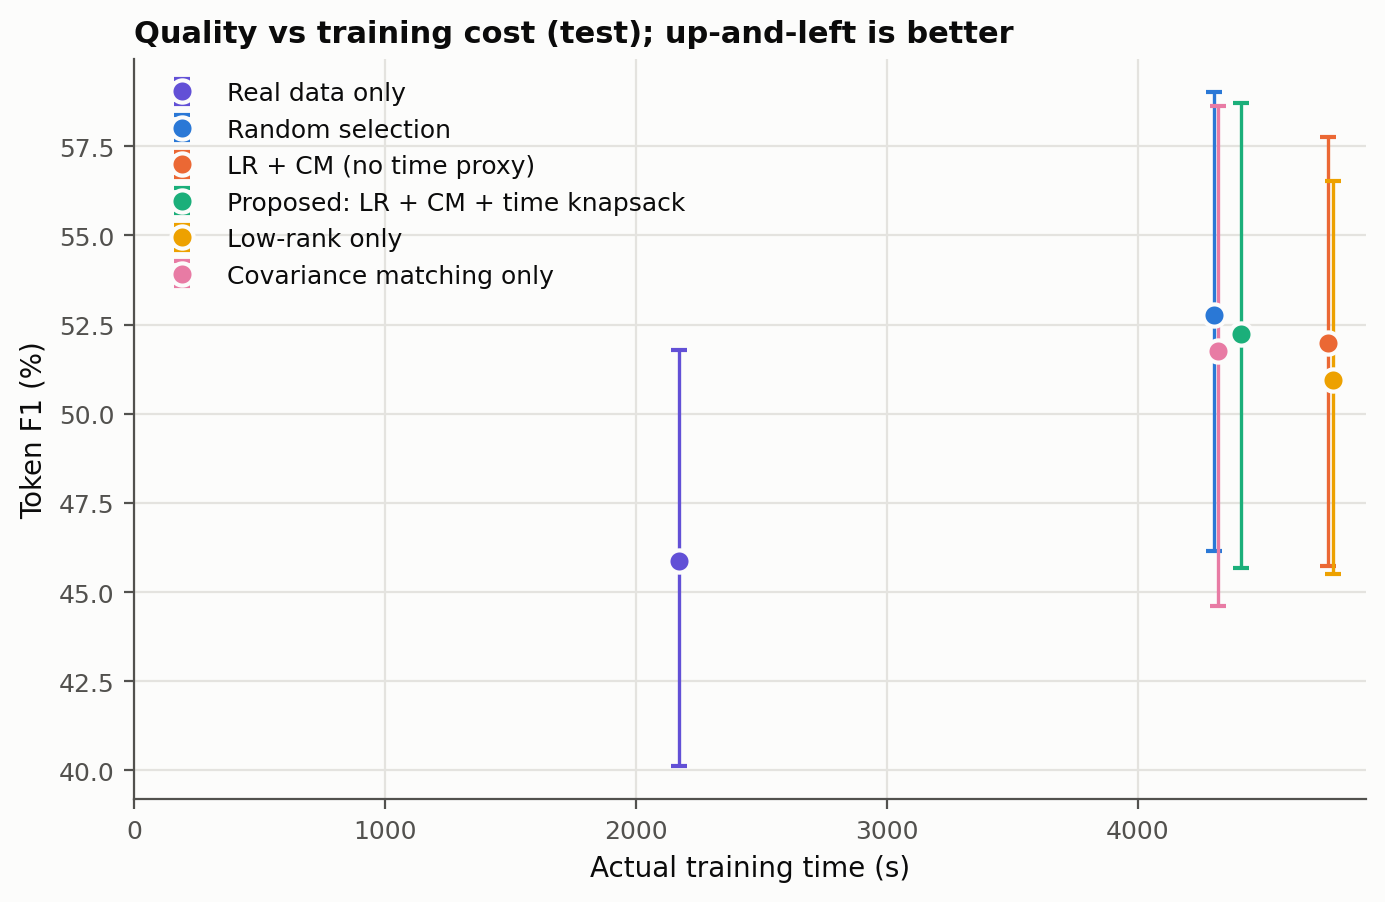 Quality vs training cost (test); up-and-left is better
Real data only
Random selection
LR + CM (no time proxy)
Proposed: LR + CM + time knapsack
Low-rank only
Covariance matching only
57.5
55.0
52.5
50.0
47.5
45.0
42.5
40.0
Token F1 (%)
0
1000
2000
3000
4000
Actual training time (s)